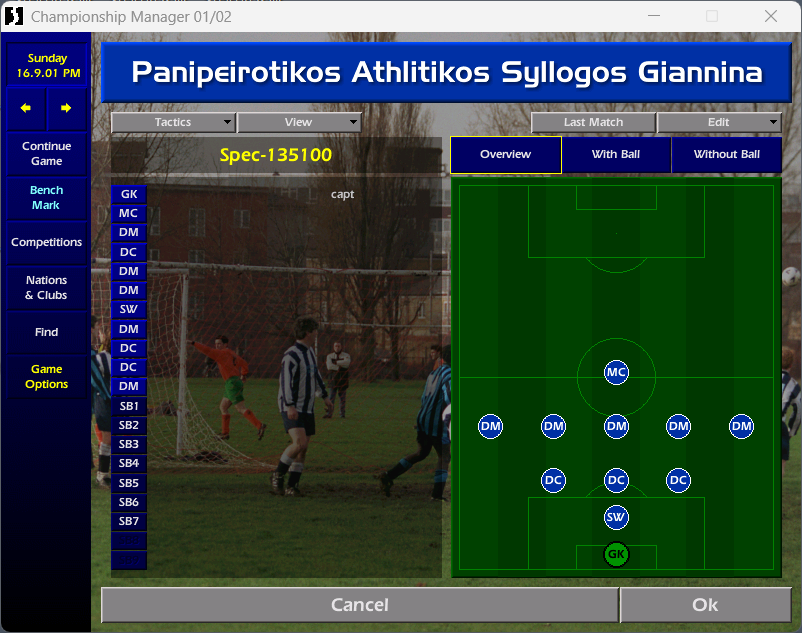 Championship Manager 01/02
Sunday
16.9.01 PM
Continue
Game
Bench
Mark
Competitions
Nations
& Clubs
Find
Game
Options
Panipeirotikos Athlitikos Syllogos Giannina
Tactics
View
Last Match
Edit
Spec-135100
Overview
With Ball
Without Ball
GK
capt
MC
DM
DC
DM
DM
SW
DM
DC
DC
DM
SB1
SB2
SB3
SB4
SB5
SB6
SB7
MC
DM DM DM DM DM
DC DC DC
SW
GK
Cancel
Ok